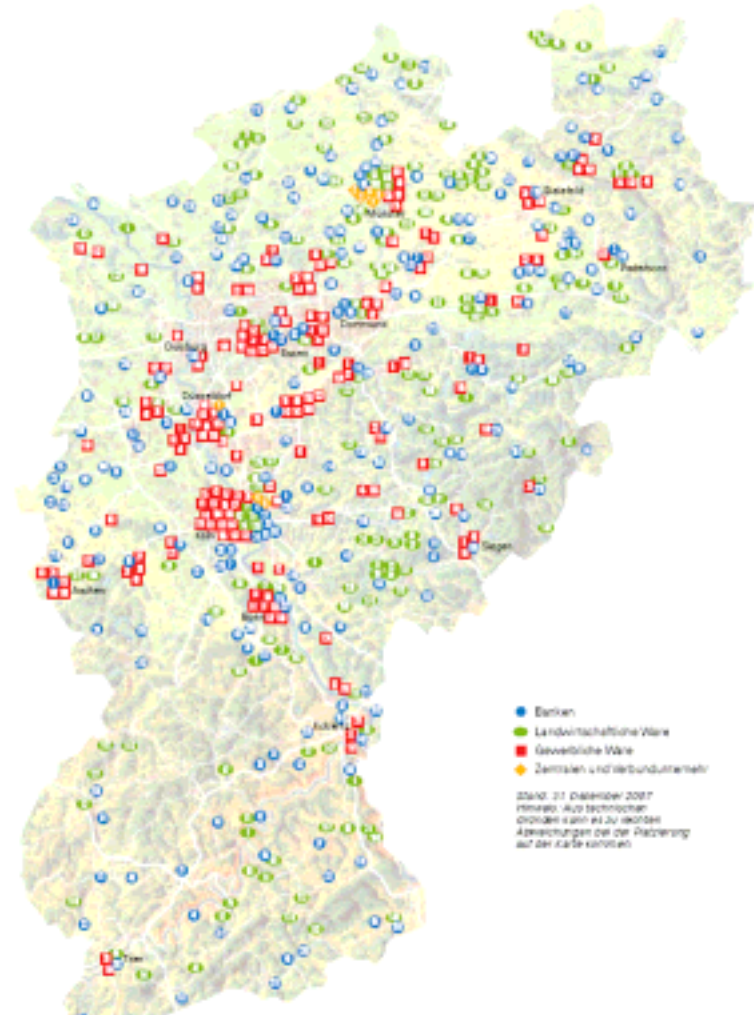 Bielefeld
Münster
Paderborn
Dortmund
Duisburg
Essen
Düsseldorf
Köln
Siegen
Aachen
Bonn
Trier
Banken
Landwirtschaftliche Ware
Gewerbliche Ware
Zentralen und Verbundunternehm
Stand: 31. Dezember 2007
Hinweis: Aus technischen
Gründen kann es zu leichten
Abweichungen bei der Platzierung
auf der Karte kommen.